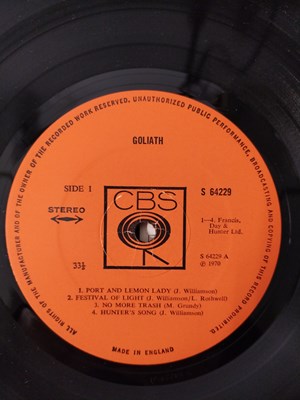 ALL RIGHTS OF THE MANUFACTURER AND OF THE OWNER OF THE RECORDED WORK RESERVED. UNAUTHORIZED PUBLIC PERFORMANCE, BROADCASTING AND COPYING OF THIS RECORD PROHIBITED.
GOLIATH
SIDE 1
CBS
S 64229
STEREO
1—4. Francis,
Day &
Hunter Ltd.
33⅓
S 64229 A
℗ 1970
1. PORT AND LEMON LADY (J. Williamson)
2. FESTIVAL OF LIGHT (J. Williamson/L. Rothwell)
3. NO MORE TRASH (M. Grundy)
4. HUNTER'S SONG (J. Williamson)
MADE IN ENGLAND